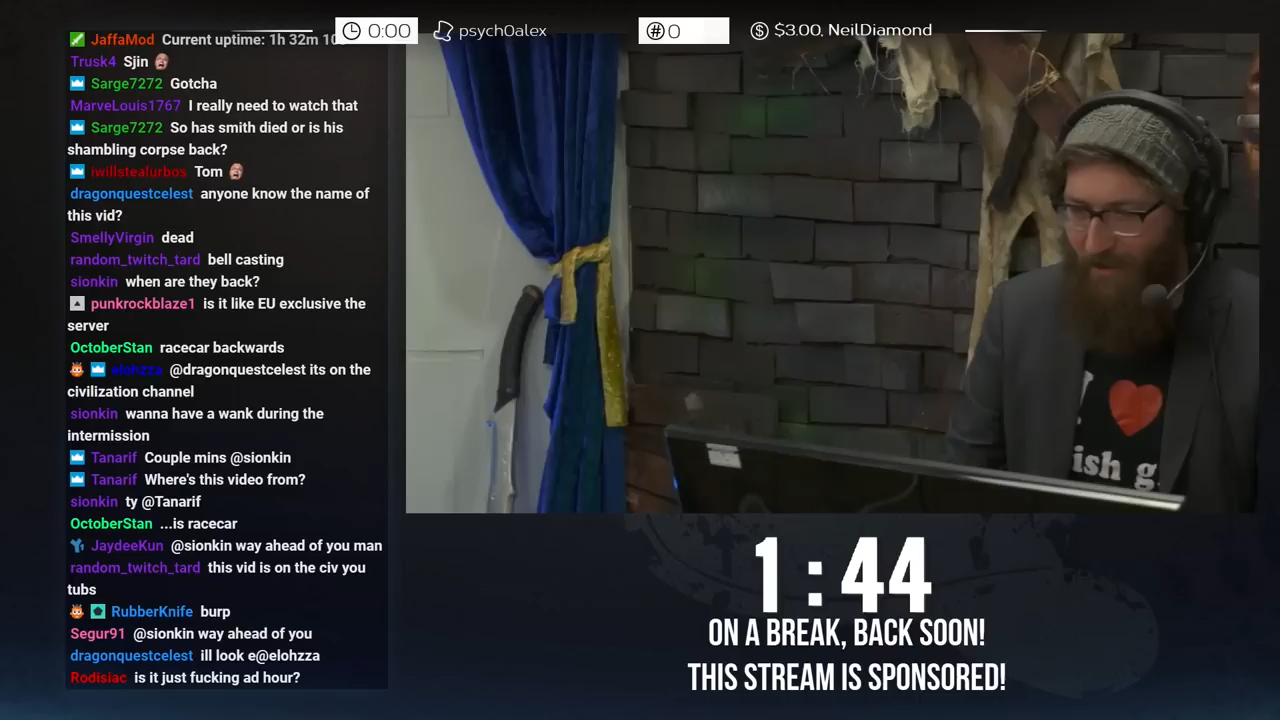 0:00 psych0alex #0 $3.00, NeilDiamond
JaffaMod Current uptime: 1h 32m 10s
Trusk4 Sjin
Sarge7272 Gotcha
MarveLouis1767 I really need to watch that
Sarge7272 So has smith died or is his
shambling corpse back?
iwillstealurbos Tom
dragonquestcelest anyone know the name of
this vid?
SmellyVirgin dead
random_twitch_tard bell casting
sionkin when are they back?
punkrockblaze1 is it like EU exclusive the
server
OctoberStan racecar backwards
elohzza @dragonquestcelest its on the
civilization channel
sionkin wanna have a wank during the
intermission
Tanarif Couple mins @sionkin
Tanarif Where's this video from?
sionkin ty @Tanarif
OctoberStan ...is racecar
JaydeeKun @sionkin way ahead of you man
random_twitch_tard this vid is on the civ you
tubs
RubberKnife burp
Segur91 @sionkin way ahead of you
dragonquestcelest ill look e@elohzza
Rodisiac is it just fucking ad hour?
I
ish g
1:44
ON A BREAK, BACK SOON!
THIS STREAM IS SPONSORED!